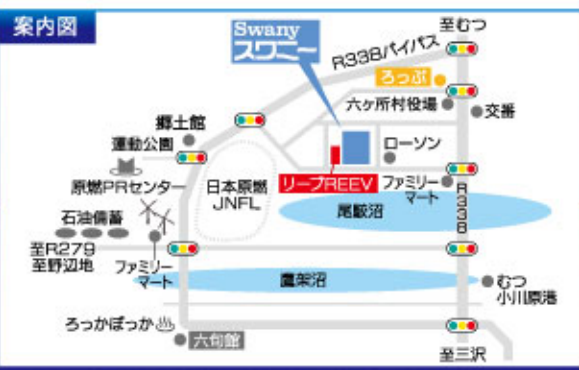 案内図
Swany
スワニー
至むつ
R338バイパス
ろっぷ
六ヶ所村役場
交番
郷土館
運動公園
ローソン
原燃PRセンター
日本原燃
JNFL
リーブREEV
ファミリー
マート
R338
尾駮沼
石油備蓄
至R279
至野辺地
ファミリー
マート
鷹架沼
むつ
小川原港
ろっかぽっか
六旬館
至三沢